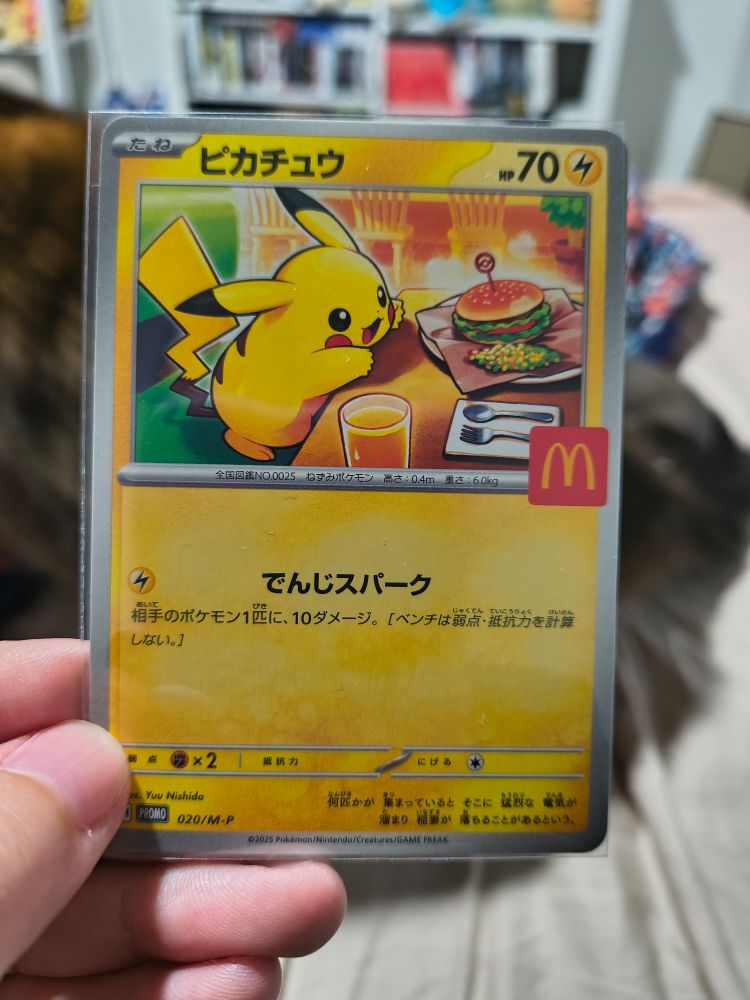 たね ピカチュウ HP 70
全国図鑑NO.0025 ねずみポケモン 高さ:0.4m 重さ:6.0kg
でんじスパーク
相手のポケモン1匹に、10ダメージ。[ベンチは弱点・抵抗力を計算
しない。]
弱点 ×2 抵抗力 にげる
Yuu Nishida
PROMO 020/M-P
何匹かが 集まっていると そこに 猛烈な 電気が
溜まり 稲妻が 落ちることがあるという。
©2025 Pokémon/Nintendo/Creatures/GAME FREAK